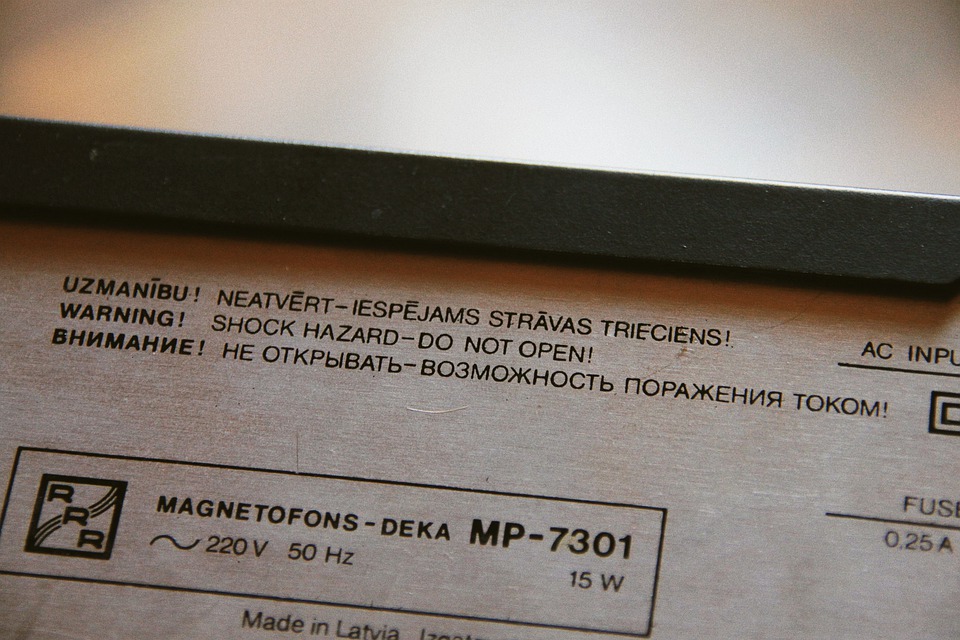 UZMANĪBU! NEATVĒRT-IESPĒJAMS STRĀVAS TRIECIENS!
WARNING! SHOCK HAZARD-DO NOT OPEN!
ВНИМАНИЕ! НЕ ОТКРЫВАТЬ-ВОЗМОЖНОСТЬ ПОРАЖЕНИЯ ТОКОМ!
AC
RRR
MAGNETOFONS-DEKA MP-7301
~ 220 V 50 Hz
15 W
FUSE
0,25 A
Made in Latvia